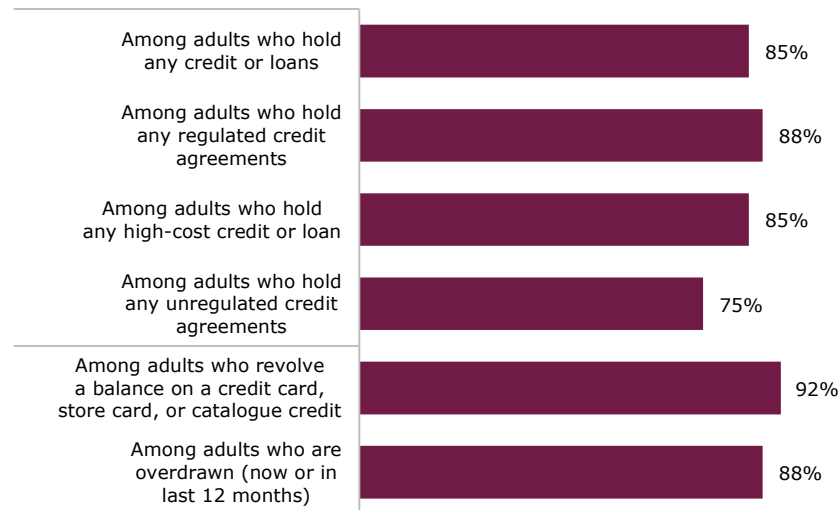 Among adults who hold
any credit or loans
85%
Among adults who hold
any regulated credit
agreements
88%
Among adults who hold
any high-cost credit or loan
85%
Among adults who hold
any unregulated credit
agreements
75%
Among adults who revolve
a balance on a credit card,
store card, or catalogue credit
92%
Among adults who are
overdrawn (now or in
last 12 months)
88%